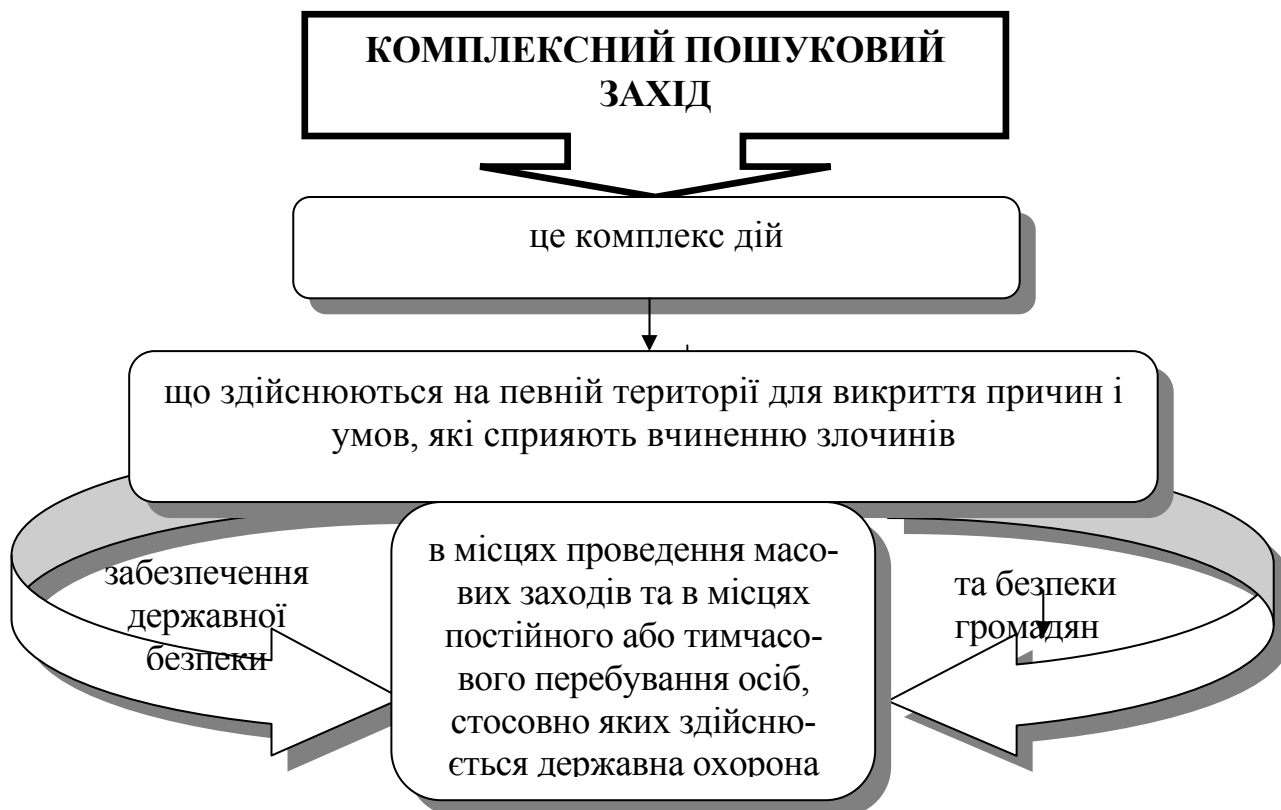 КОМПЛЕКСНИЙ ПОШУКОВИЙ
ЗАХІД
це комплекс дій
що здійснюються на певній території для викриття причин і
умов, які сприяють вчиненню злочинів
забезпечення
державної
безпеки
в місцях проведення масо-
вих заходів та в місцях
постійного або тимчасо-
вого перебування осіб,
стосовно яких здійсню-
ється державна охорона
та безпеки
громадян